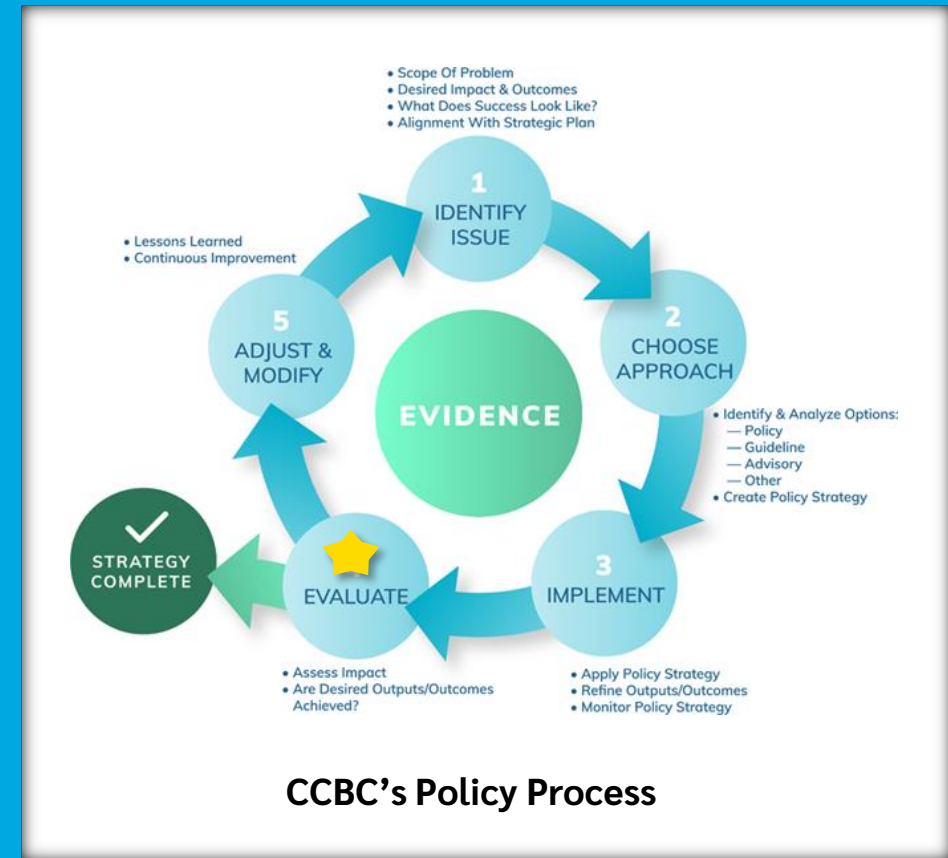 • Scope Of Problem
• Desired Impact & Outcomes
• What Does Success Look Like?
• Alignment With Strategic Plan
1
IDENTIFY
ISSUE
2
CHOOSE
APPROACH
• Identify & Analyze Options:
— Policy
— Guideline
— Advisory
— Other
• Create Policy Strategy
3
IMPLEMENT
• Apply Policy Strategy
• Refine Outputs/Outcomes
• Monitor Policy Strategy
EVALUATE
• Assess Impact
• Are Desired Outputs/Outcomes
Achieved?
STRATEGY
COMPLETE
5
ADJUST &
MODIFY
• Lessons Learned
• Continuous Improvement
EVIDENCE
CCBC's Policy Process